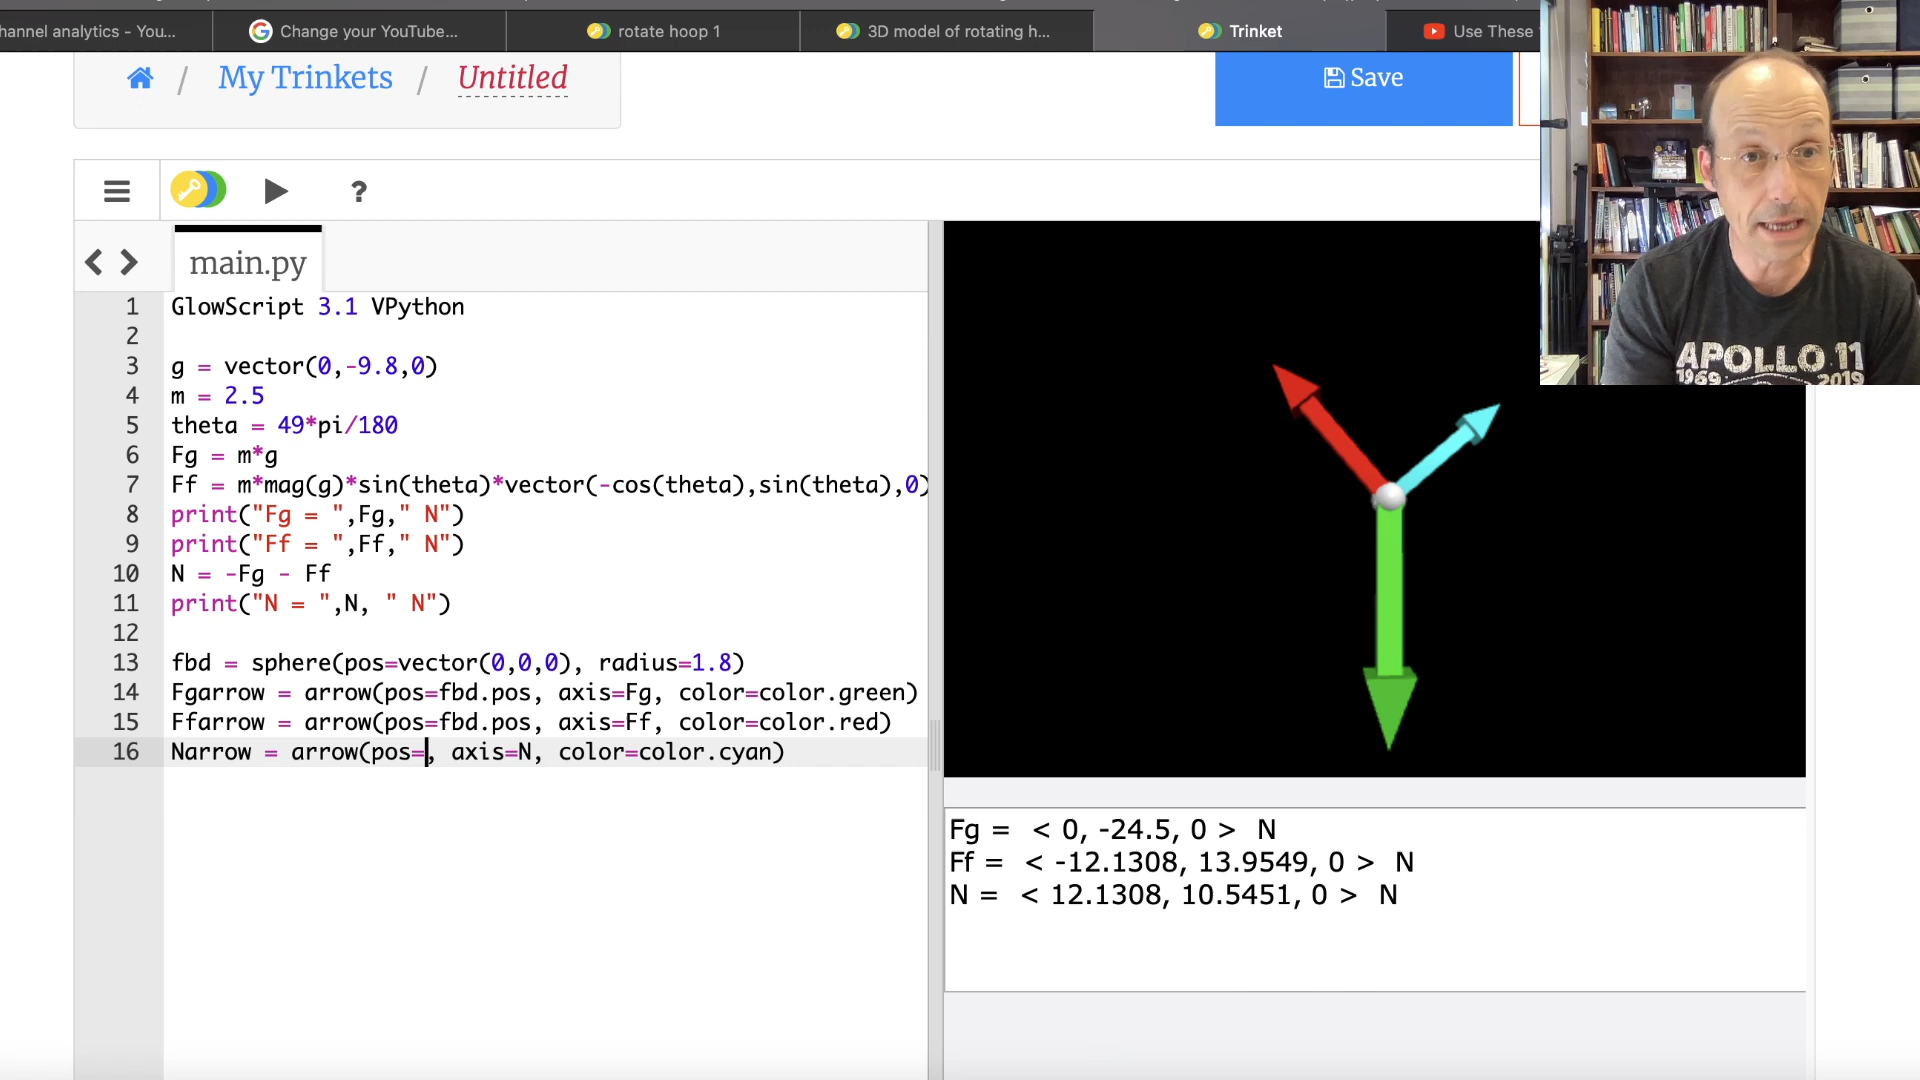 hannel analytics - You...
Change your YouTube...
rotate hoop 1
3D model of rotating h...
Trinket
Use These
/ My Trinkets / Untitled
Save
?
main.py
1 GlowScript 3.1 VPython
2
3 g = vector(0,-9.8,0)
4 m = 2.5
5 theta = 49*pi/180
6 Fg = m*g
7 Ff = m*mag(g)*sin(theta)*vector(-cos(theta),sin(theta),0)
8 print("Fg = ",Fg," N")
9 print("Ff = ",Ff," N")
10 N = -Fg - Ff
11 print("N = ",N, " N")
12
13 fbd = sphere(pos=vector(0,0,0), radius=1.8)
14 Fgarrow = arrow(pos=fbd.pos, axis=Fg, color=color.green)
15 Ffarrow = arrow(pos=fbd.pos, axis=Ff, color=color.red)
16 Narrow = arrow(pos=, axis=N, color=color.cyan)
Fg = < 0, -24.5, 0 > N
Ff = < -12.1308, 13.9549, 0 > N
N = < 12.1308, 10.5451, 0 > N
APOLLO 11
1969 2019